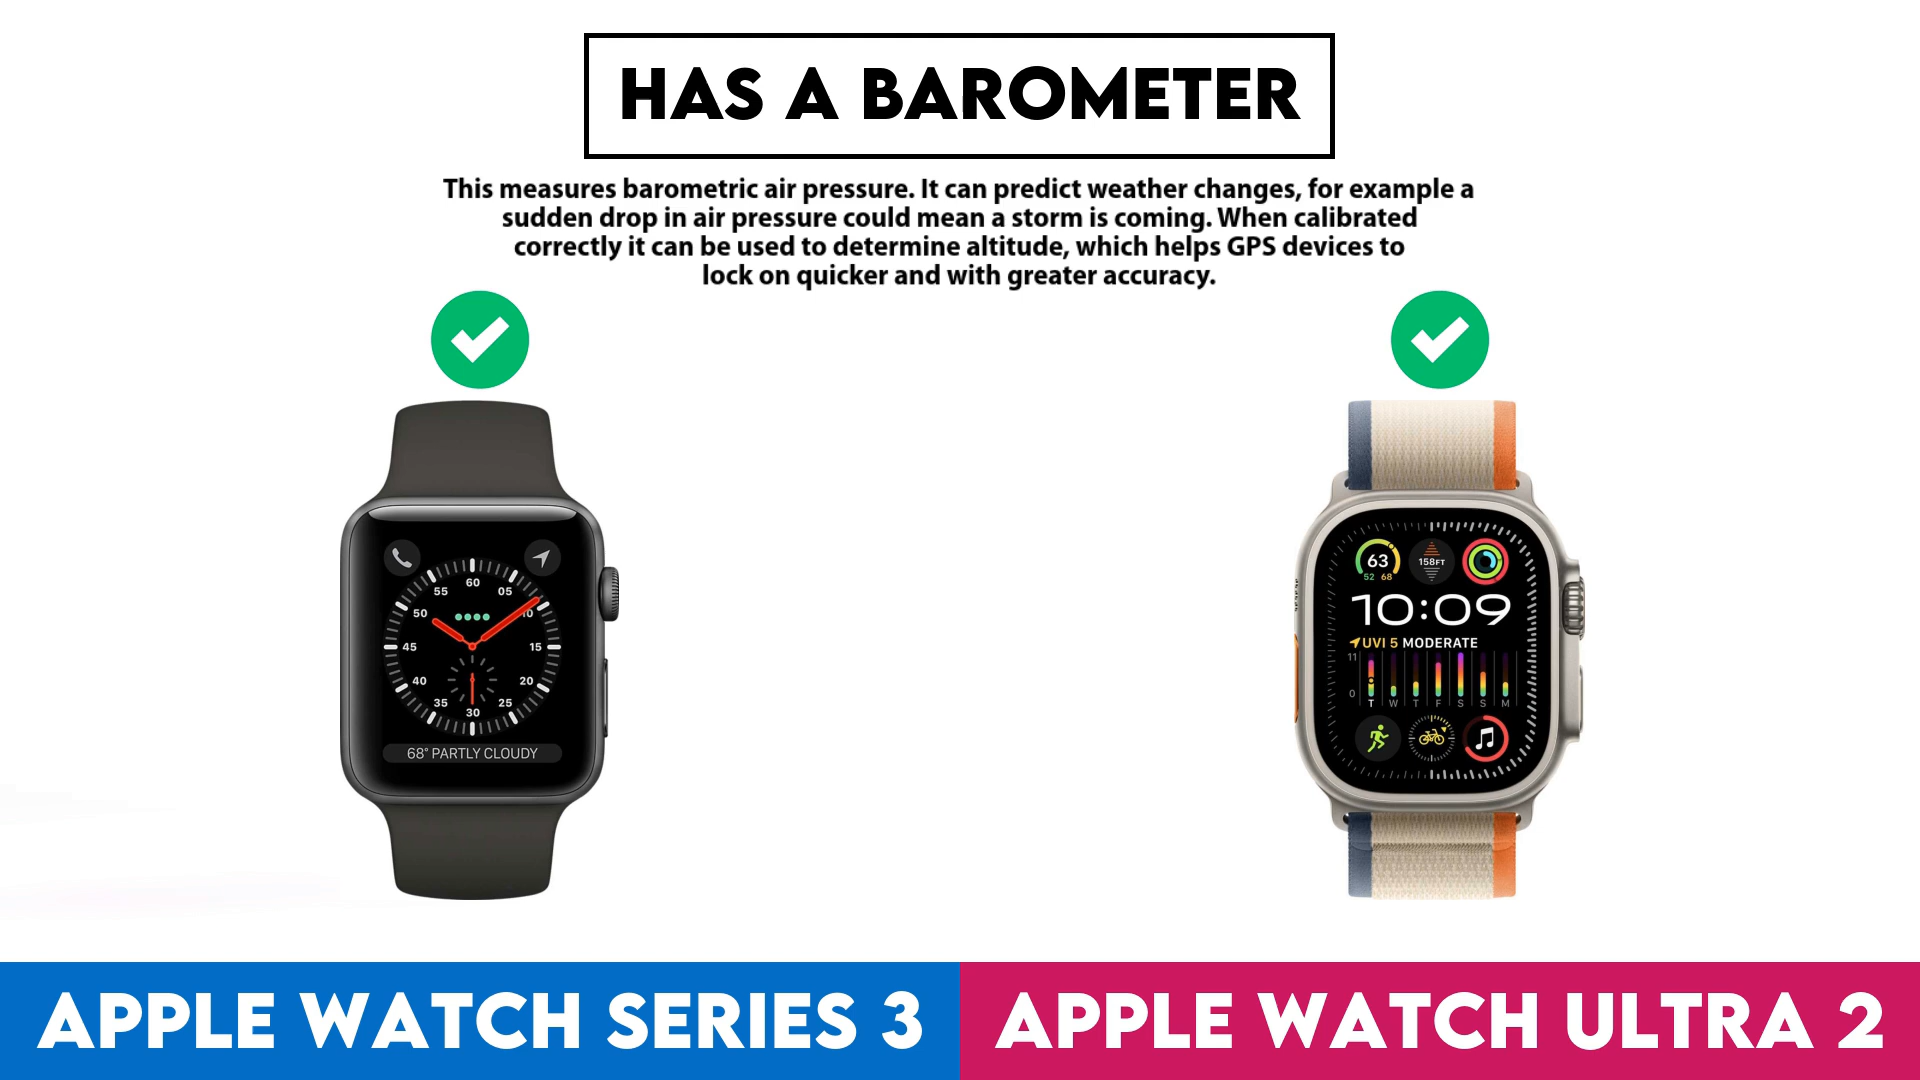 HAS A BAROMETER
This measures barometric air pressure. It can predict weather changes, for example a
sudden drop in air pressure could mean a storm is coming. When calibrated
correctly it can be used to determine altitude, which helps GPS devices to
lock on quicker and with greater accuracy.
60
55 05
50 10
45 15
40 20
35 25
30
68° PARTLY CLOUDY
63
52 68
158FT
10:09
UVI 5 MODERATE
11
0
T W T F S S M
APPLE WATCH SERIES 3
APPLE WATCH ULTRA 2